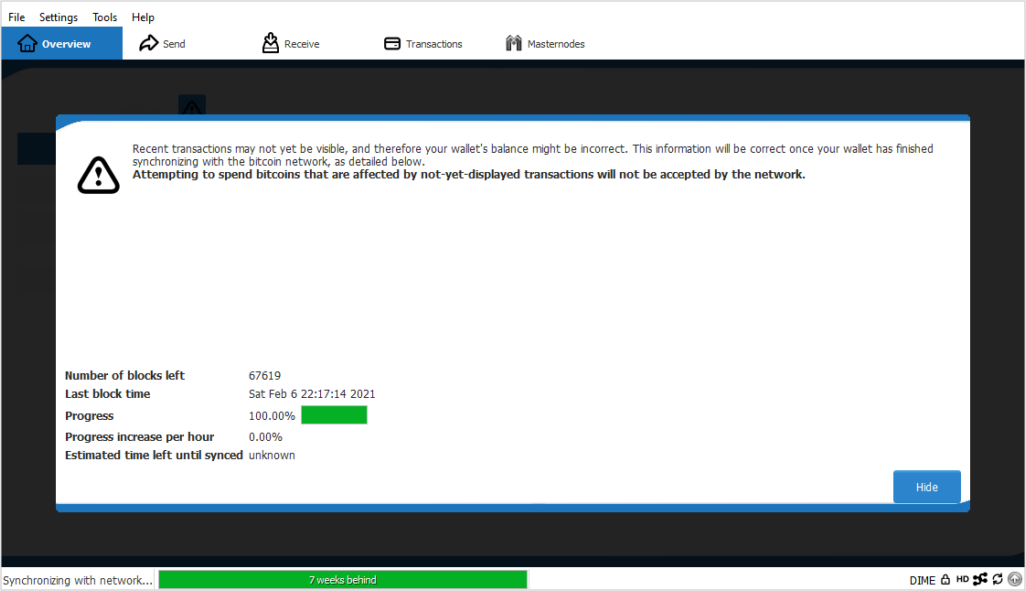 File Settings Tools Help
Overview Send Receive Transactions Masternodes
Recent transactions may not yet be visible, and therefore your wallet's balance might be incorrect. This information will be correct once your wallet has finished
synchronizing with the bitcoin network, as detailed below.
Attempting to spend bitcoins that are affected by not-yet-displayed transactions will not be accepted by the network.
Number of blocks left 67619
Last block time Sat Feb 6 22:17:14 2021
Progress 100.00%
Progress increase per hour 0.00%
Estimated time left until synced unknown
Hide
Synchronizing with network... 7 weeks behind DIME HD